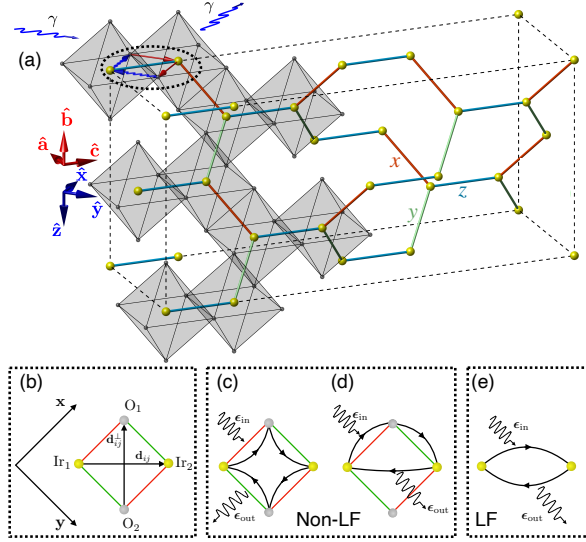 γ
γ
(a)
b̂
â
ĉ
x̂
ŷ
ẑ
x
y
z
(b)
(c)
(d)
(e)
x
O₁
d⊥ij
dij
Ir₁
Ir₂
O₂
y
ϵin
ϵout
ϵin
ϵout
Non-LF
ϵin
ϵout
LF